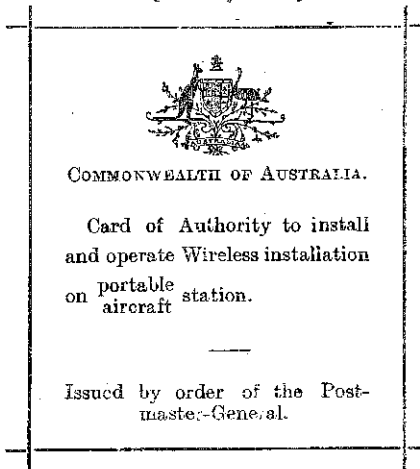 AUSTRALIA
COMMONWEALTH OF AUSTRALIA.
Card of Authority to install
and operate Wireless installation
on portable aircraft station.
Issued by order of the Post-
master-General.